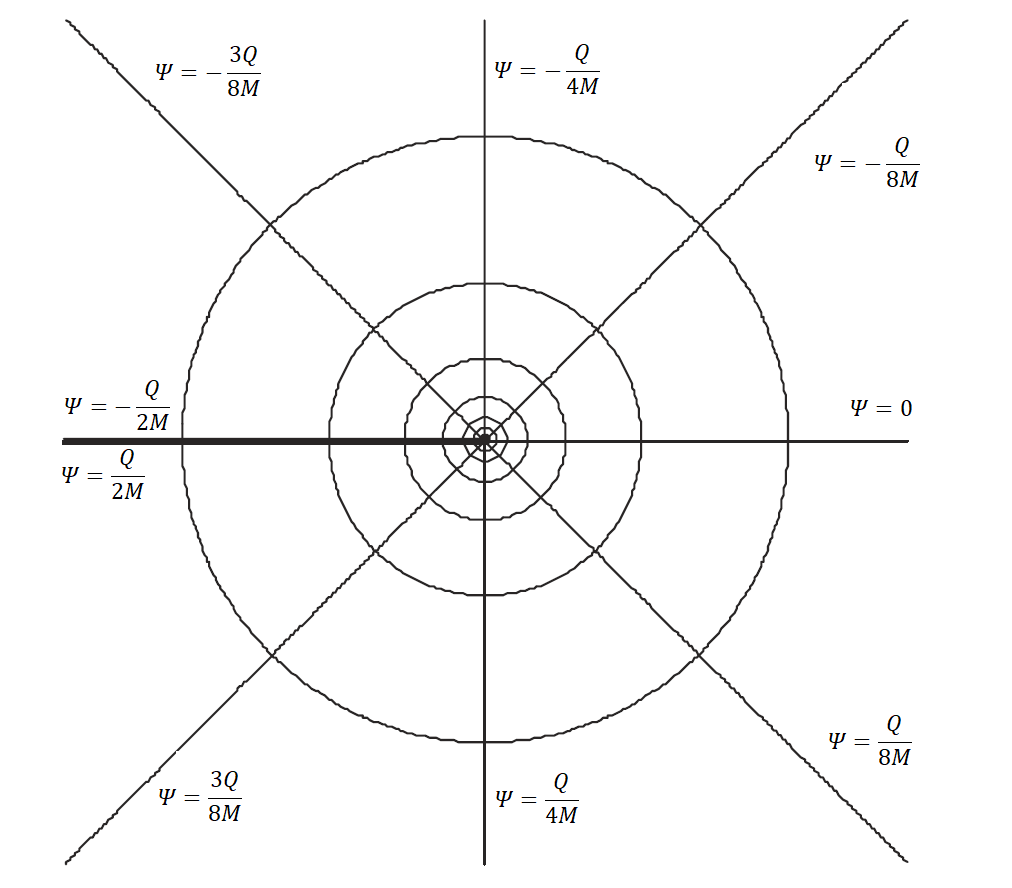 Ψ = −3Q/8M
Ψ = −Q/4M
Ψ = −Q/8M
Ψ = −Q/2M
Ψ = 0
Ψ = Q/2M
Ψ = Q/8M
Ψ = 3Q/8M
Ψ = Q/4M